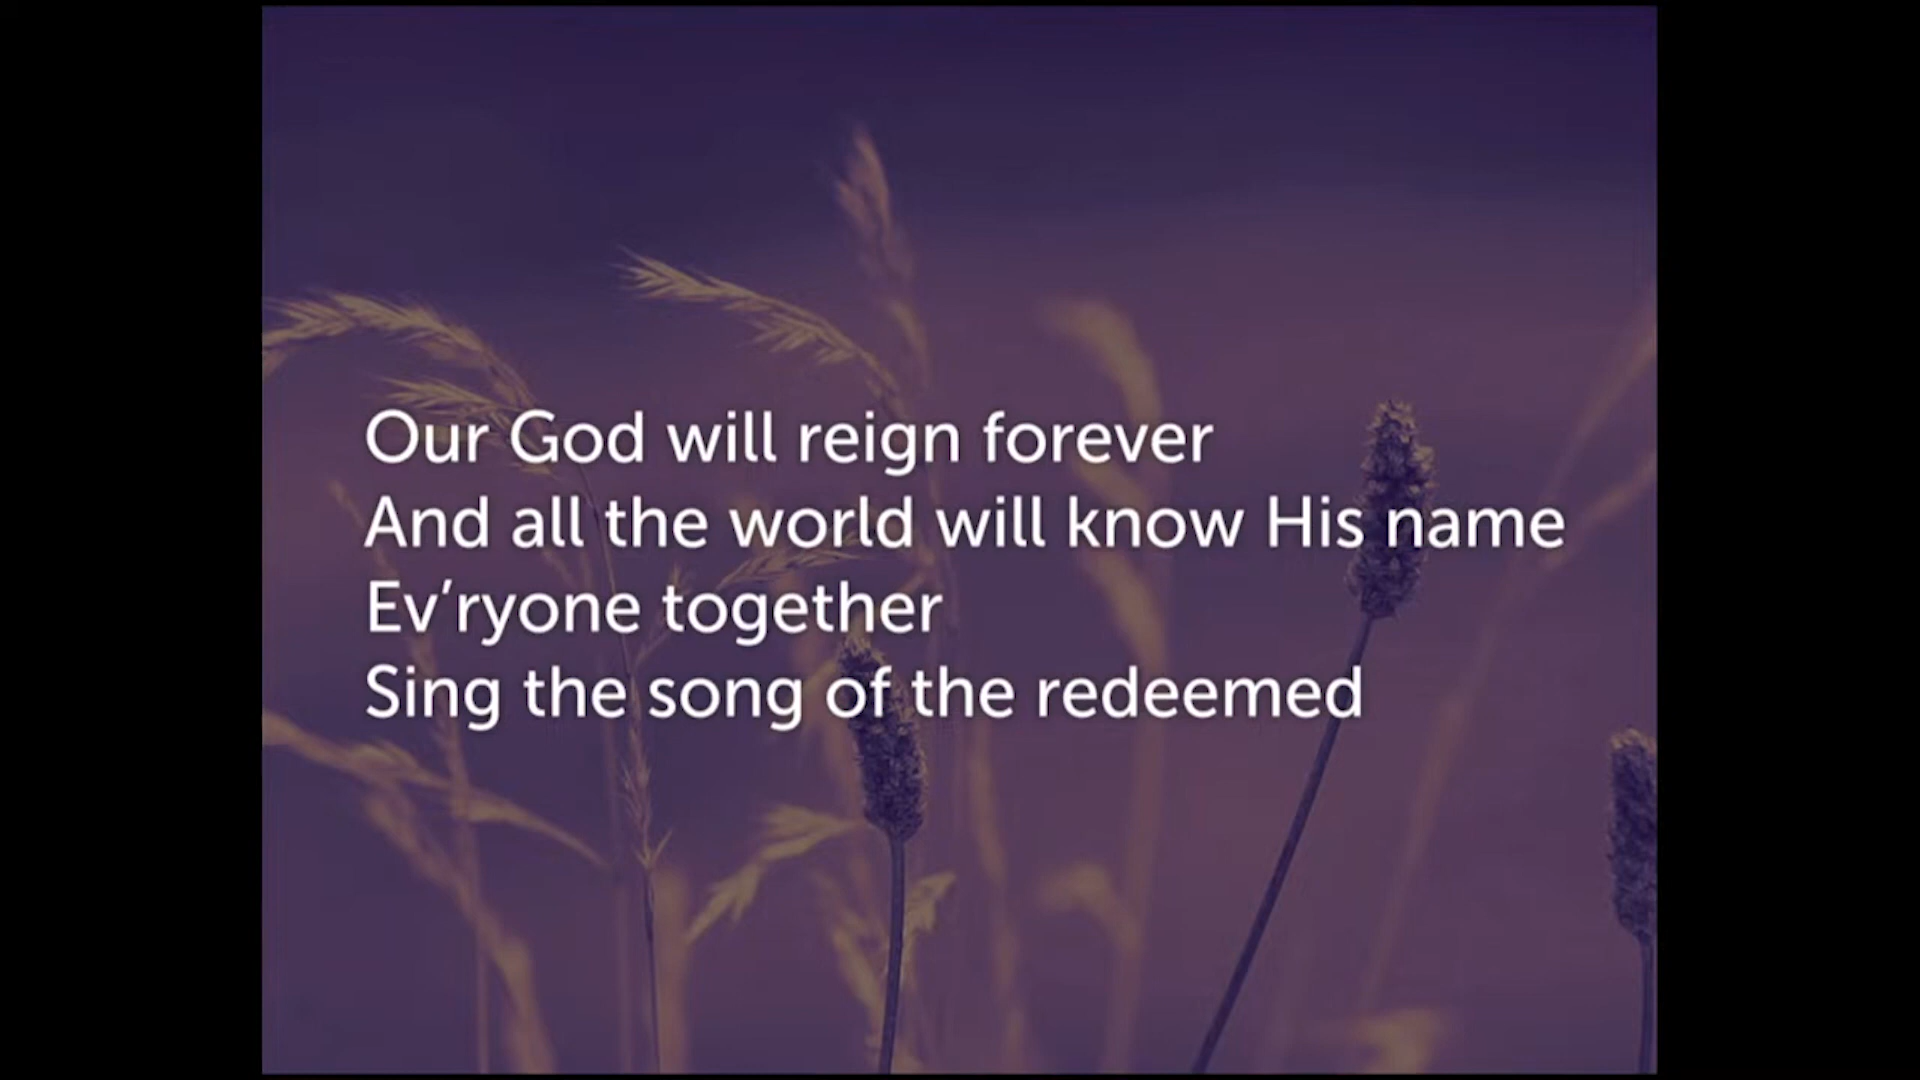 Our God will reign forever
And all the world will know His name
Ev’ryone together
Sing the song of the redeemed